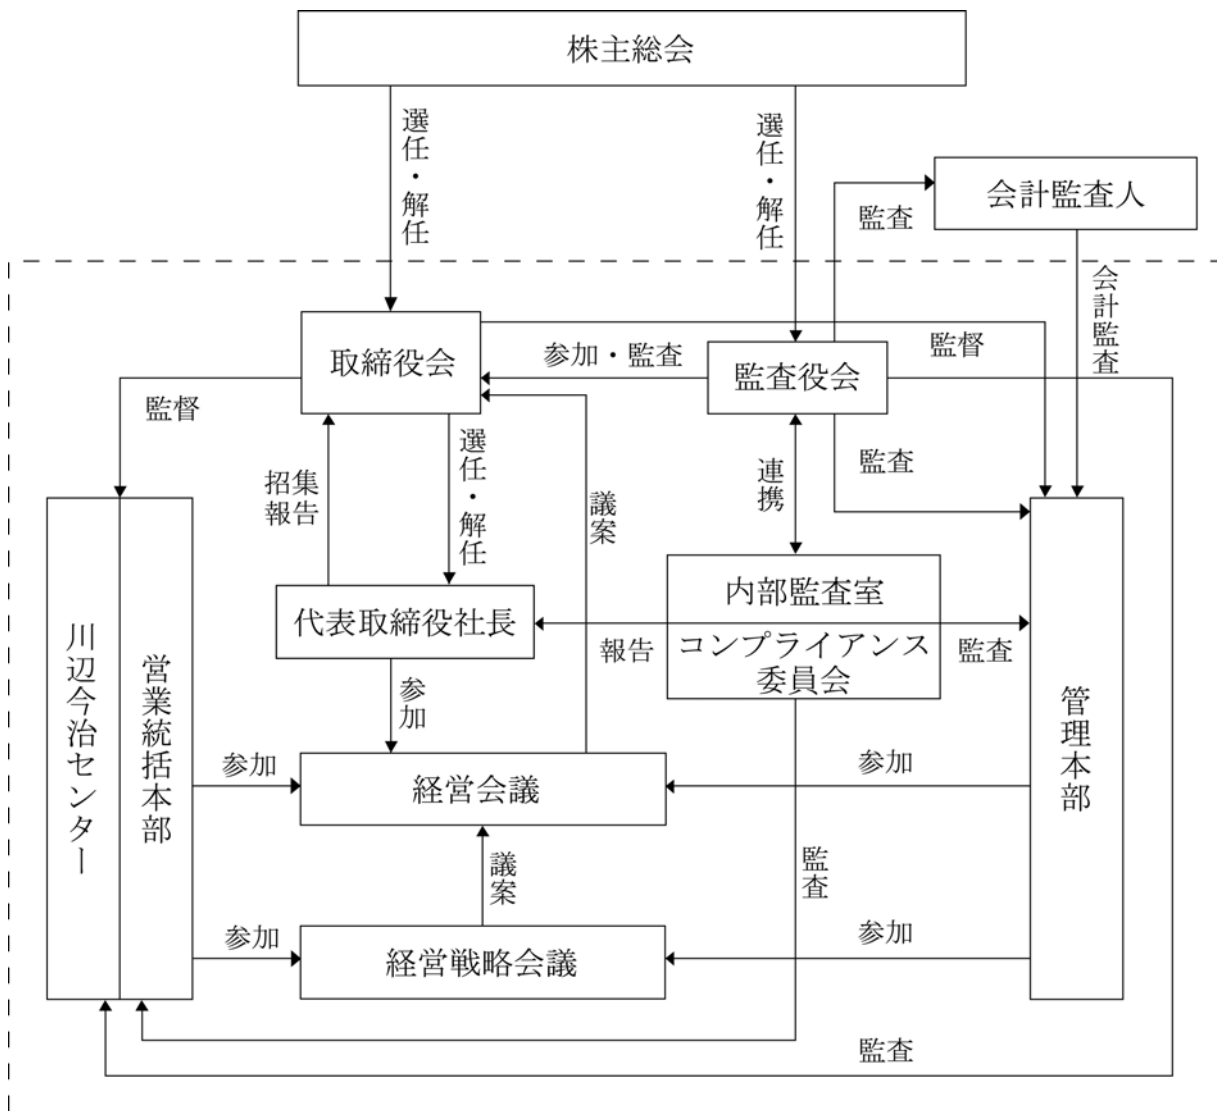 株主総会
選任・解任
選任・解任
会計監査人
監査
会計監査
取締役会
参加・監査
監査役会
監督
監督
招集
報告
選任・解任
議案
連携
監査
内部監査室
代表取締役社長
報告
コンプライアンス
委員会
監査
川辺今治センター
営業統括本部
参加
管理本部
参加
経営会議
参加
議案
監査
参加
経営戦略会議
参加
監査